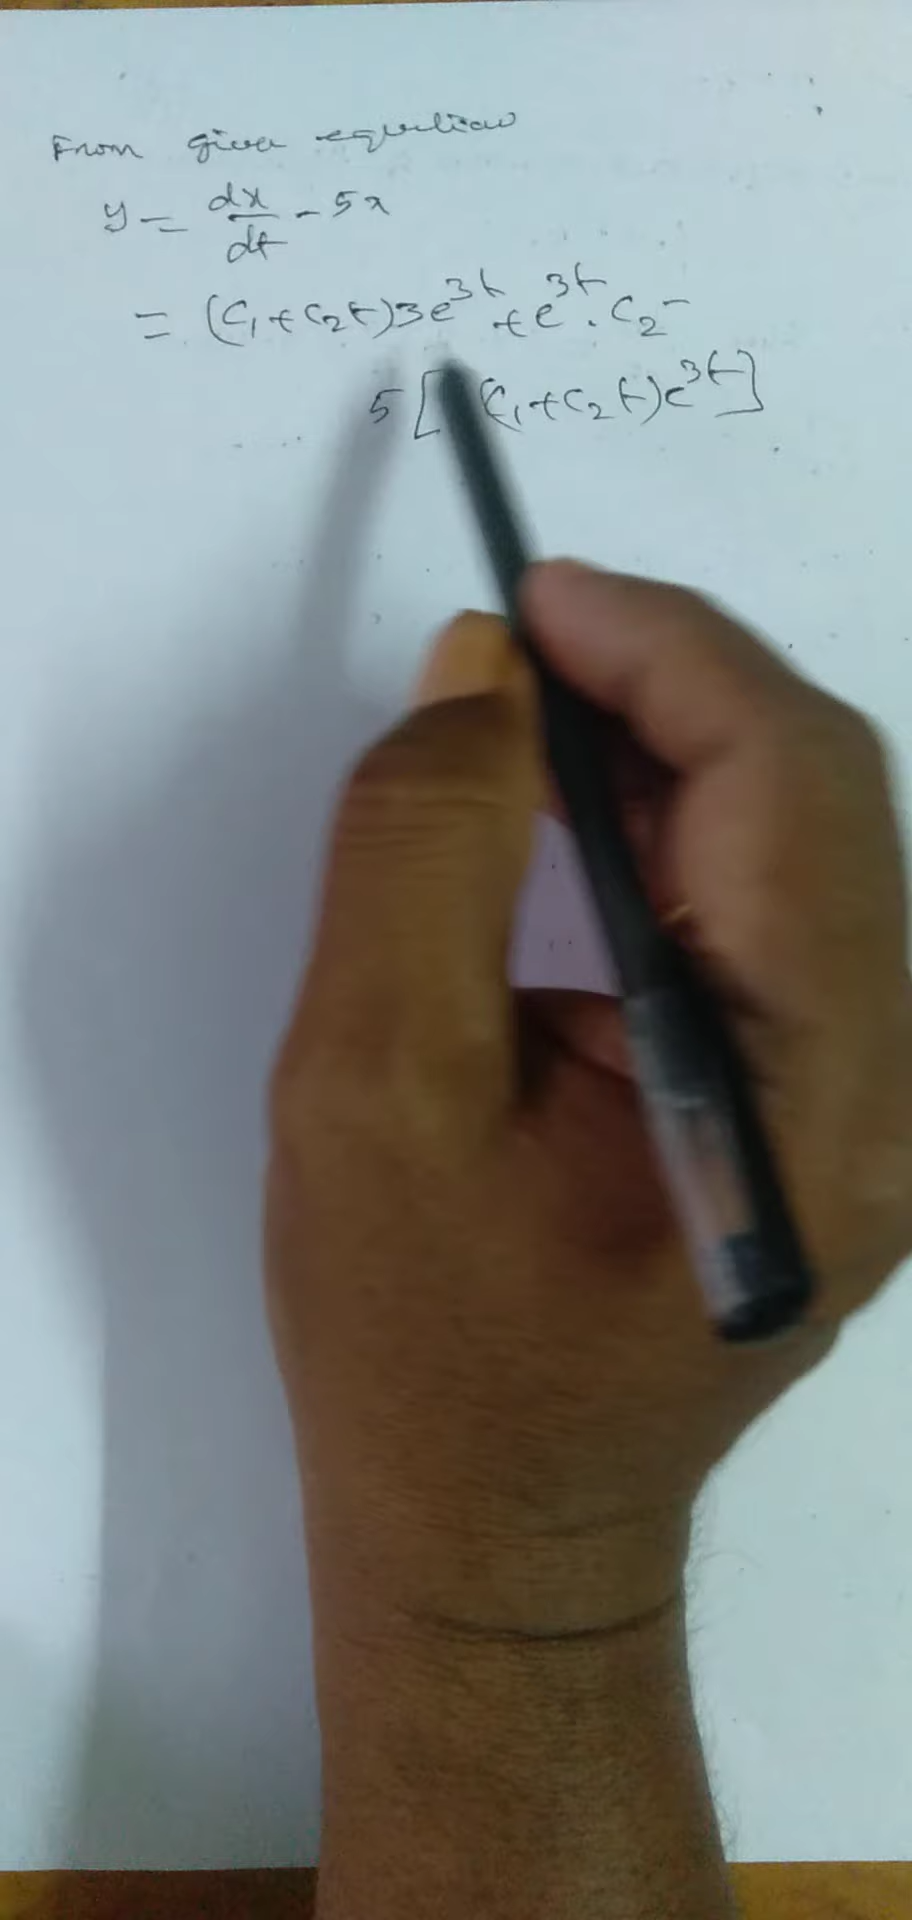 From given equation
y = dx/dt - 5x
= (c₁+c₂t)3e^3t + e^3t . c₂ -
5[(c₁+c₂t)e^3t]